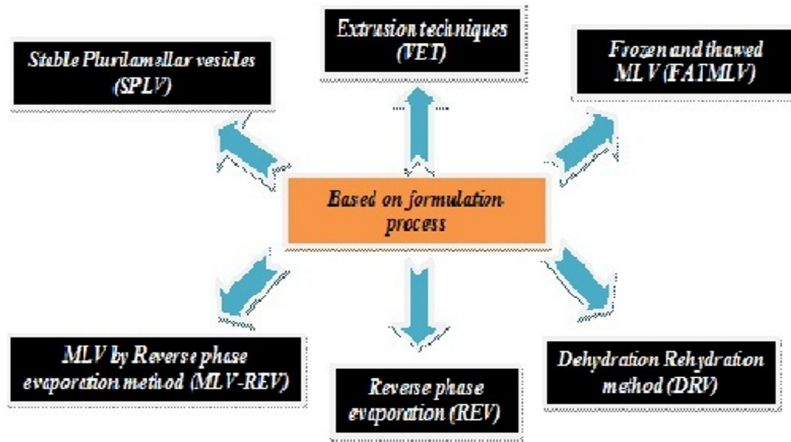 Extrusion techniques
(VET)
Stable Plurilamellar vesicles
(SPLV)
Frozen and thawed
MLV (FATMLV)
Based on formulation
process
MLV by Reverse phase
evaporation method (MLV-REV)
Reverse phase
evaporation (REV)
Dehydration Rehydration
method (DRV)